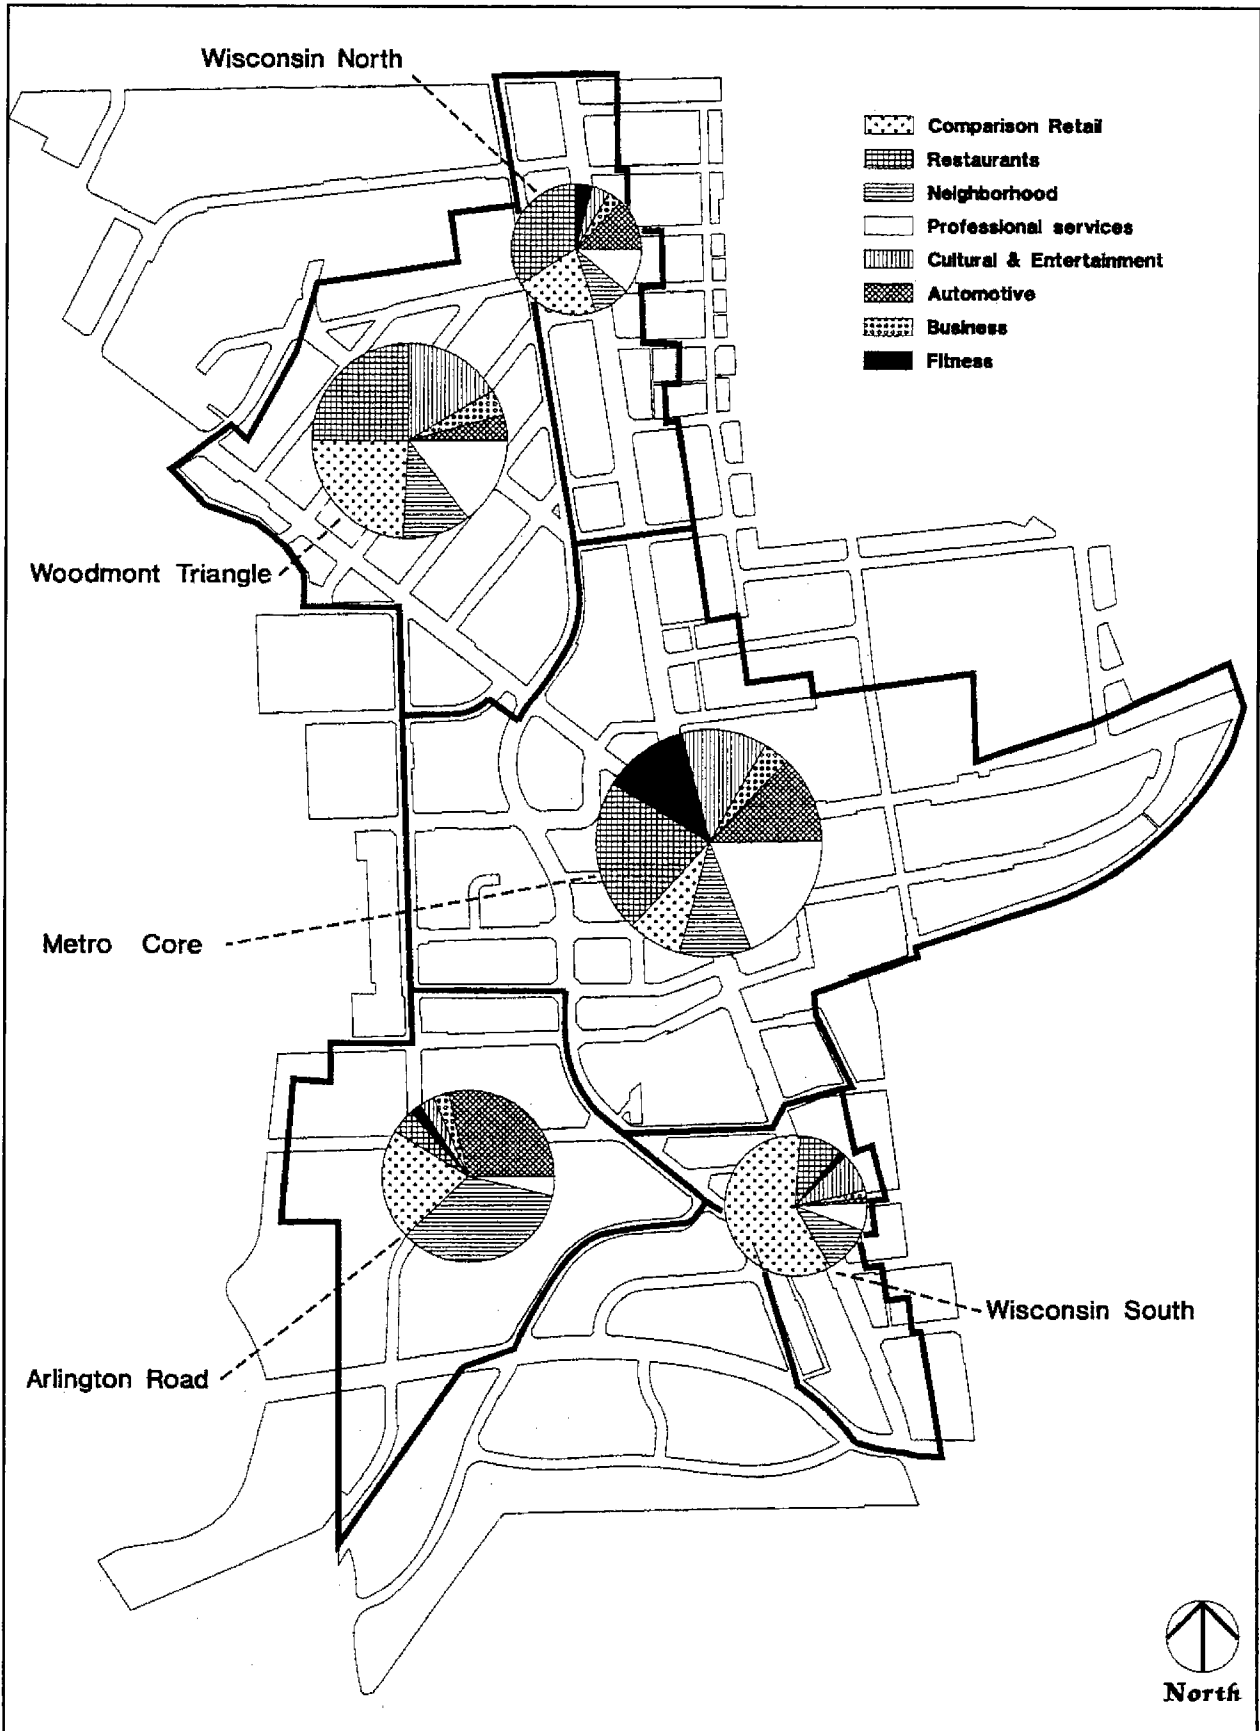 Wisconsin North
Comparison Retail
Restaurants
Neighborhood
Professional services
Cultural & Entertainment
Automotive
Business
Fitness
Woodmont Triangle
Metro Core
Wisconsin South
Arlington Road
North